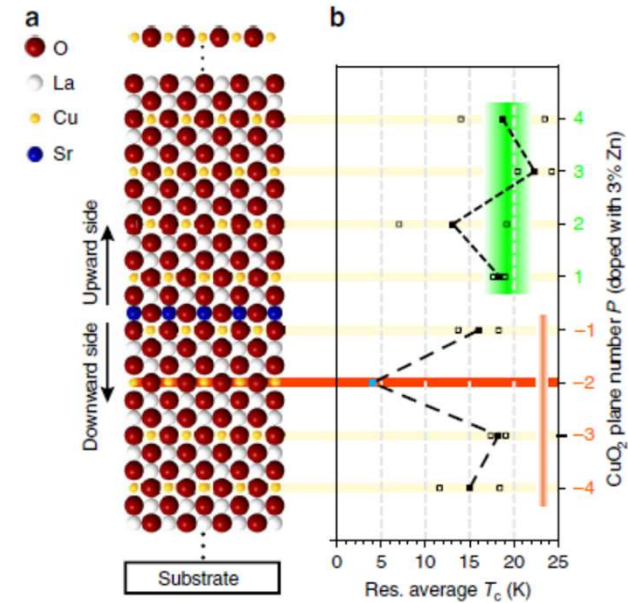 a
O
La
Cu
Sr
Upward side
Downward side
Substrate
b
4
3
2
1
−1
−2
−3
−4
CuO2 plane number P (doped with 3% Zn)
0 5 10 15 20 25
Res. average Tc (K)